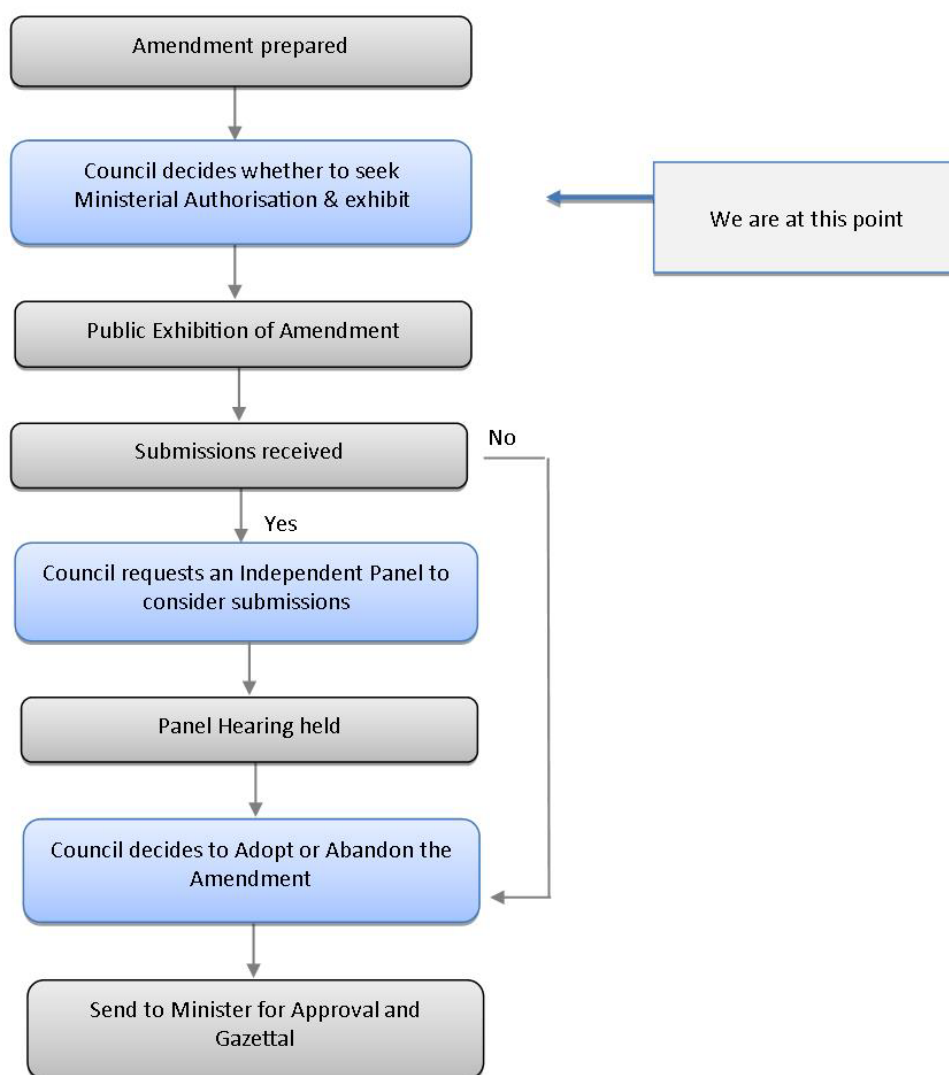 Amendment prepared
Council decides whether to seek
Ministerial Authorisation & exhibit
We are at this point
Public Exhibition of Amendment
Submissions received
No
Yes
Council requests an Independent Panel to
consider submissions
Panel Hearing held
Council decides to Adopt or Abandon the
Amendment
Send to Minister for Approval and
Gazettal